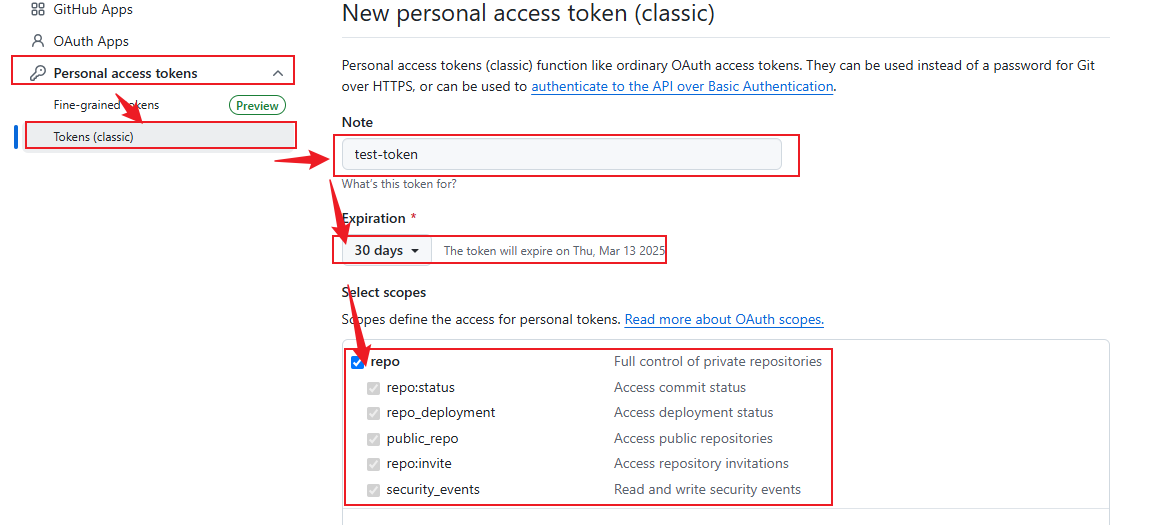 GitHub Apps
OAuth Apps
Personal access tokens
Fine-grained tokens
Preview
Tokens (classic)
New personal access token (classic)
Personal access tokens (classic) function like ordinary OAuth access tokens. They can be used instead of a password for Git
over HTTPS, or can be used to authenticate to the API over Basic Authentication.
Note
test-token
What's this token for?
Expiration *
30 days The token will expire on Thu, Mar 13 2025
Select scopes
Scopes define the access for personal tokens. Read more about OAuth scopes.
repo Full control of private repositories
repo:status Access commit status
repo_deployment Access deployment status
public_repo Access public repositories
repo:invite Access repository invitations
security_events Read and write security events